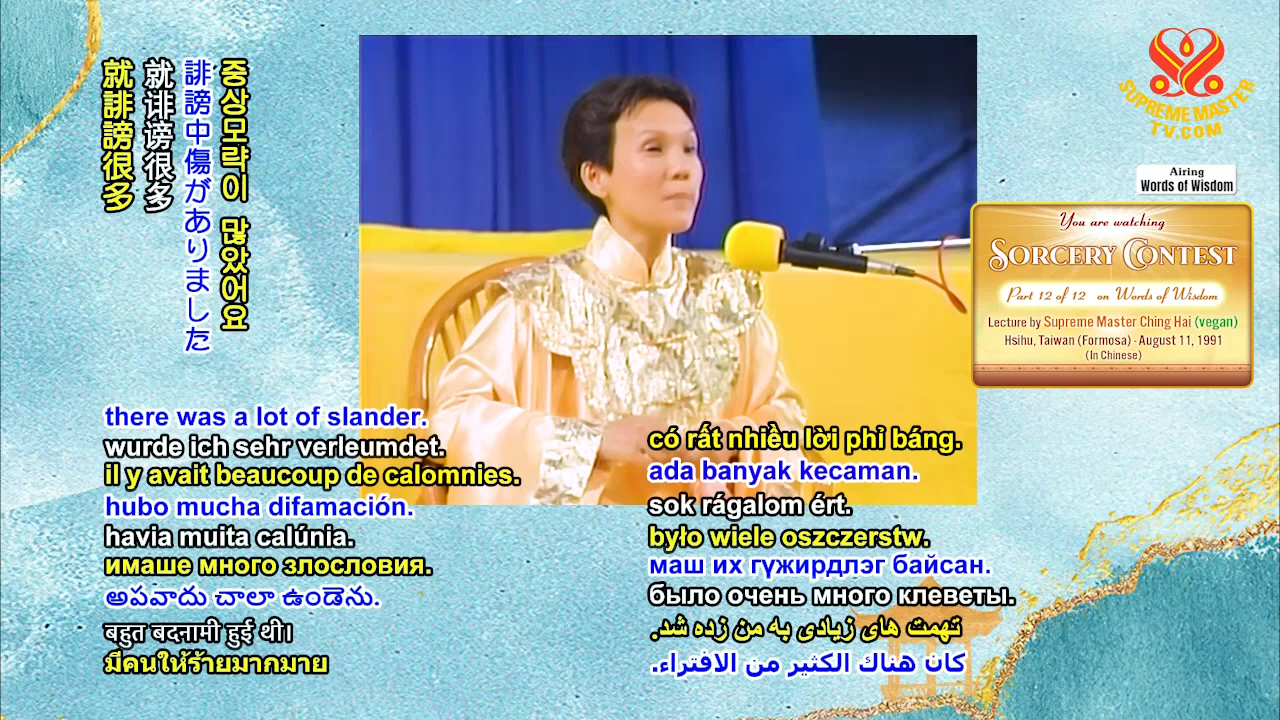 就誹謗很多
就诽谤很多
誹謗中傷がありました
중상모략이 많았어요
SUPREME MASTER
TV.COM
Airing
Words of Wisdom
You are watching
SORCERY CONTEST
Part 12 of 12 on Words of Wisdom
Lecture by Supreme Master Ching Hai (vegan)
Hsihu, Taiwan (Formosa) - August 11, 1991
(In Chinese)
there was a lot of slander.
wurde ich sehr verleumdet.
il y avait beaucoup de calomnies.
hubo mucha difamación.
havia muita calúnia.
имаше много злословия.
అపవాదు చాలా ఉండెను.
बहुत बदनामी हुई थी।
มีคนให้ร้ายมากมาย
có rất nhiều lời phỉ báng.
ada banyak kecaman.
sok rágalom ért.
było wiele oszczerstw.
маш их гүжирдлэг байсан.
было очень много клеветы.
تهمت های زیادی به من زده شد.
كان هناك الكثير من الافتراء.